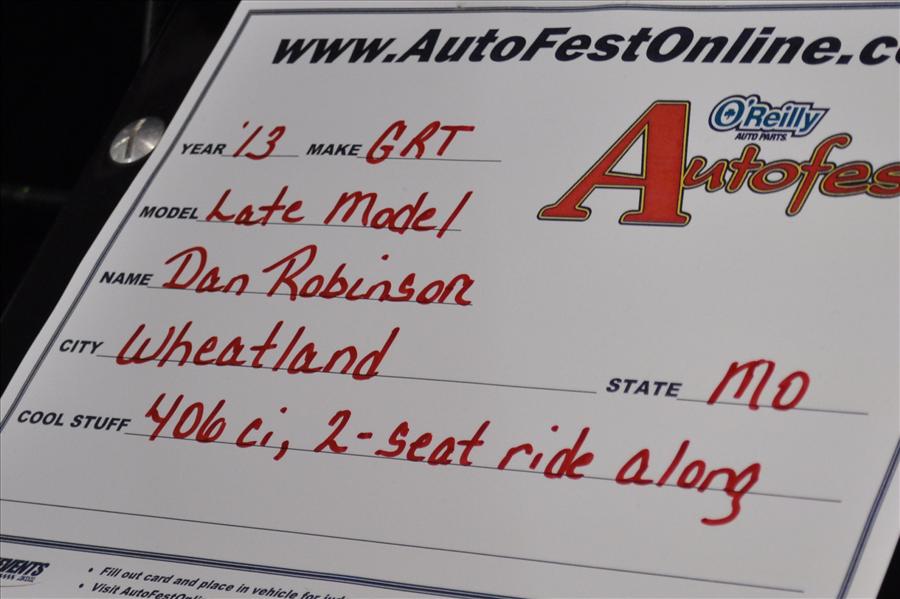 www.AutoFestOnline.co
O'Reilly
AUTO PARTS
Autofes
YEAR '13 MAKE GRT
MODEL Late Model
NAME Dan Robinson
CITY Wheatland STATE MO
COOL STUFF 406 ci, 2-seat ride along
EVENTS
• Fill out card and place in vehicle for
• Visit AutoFestOnline